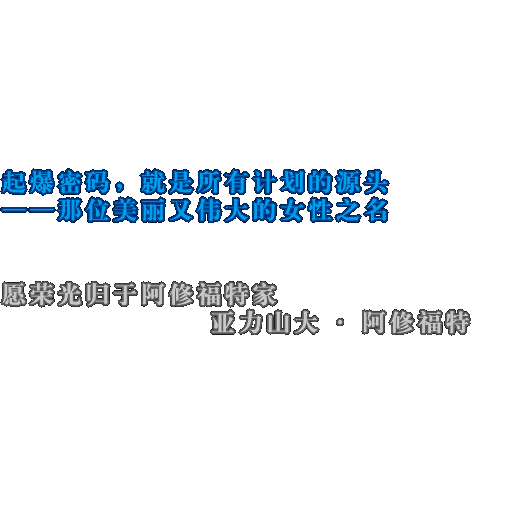 起爆密码，就是所有计划的源头
——那位美丽又伟大的女性之名
愿荣光归于阿修福特家
亚力山大·阿修福特